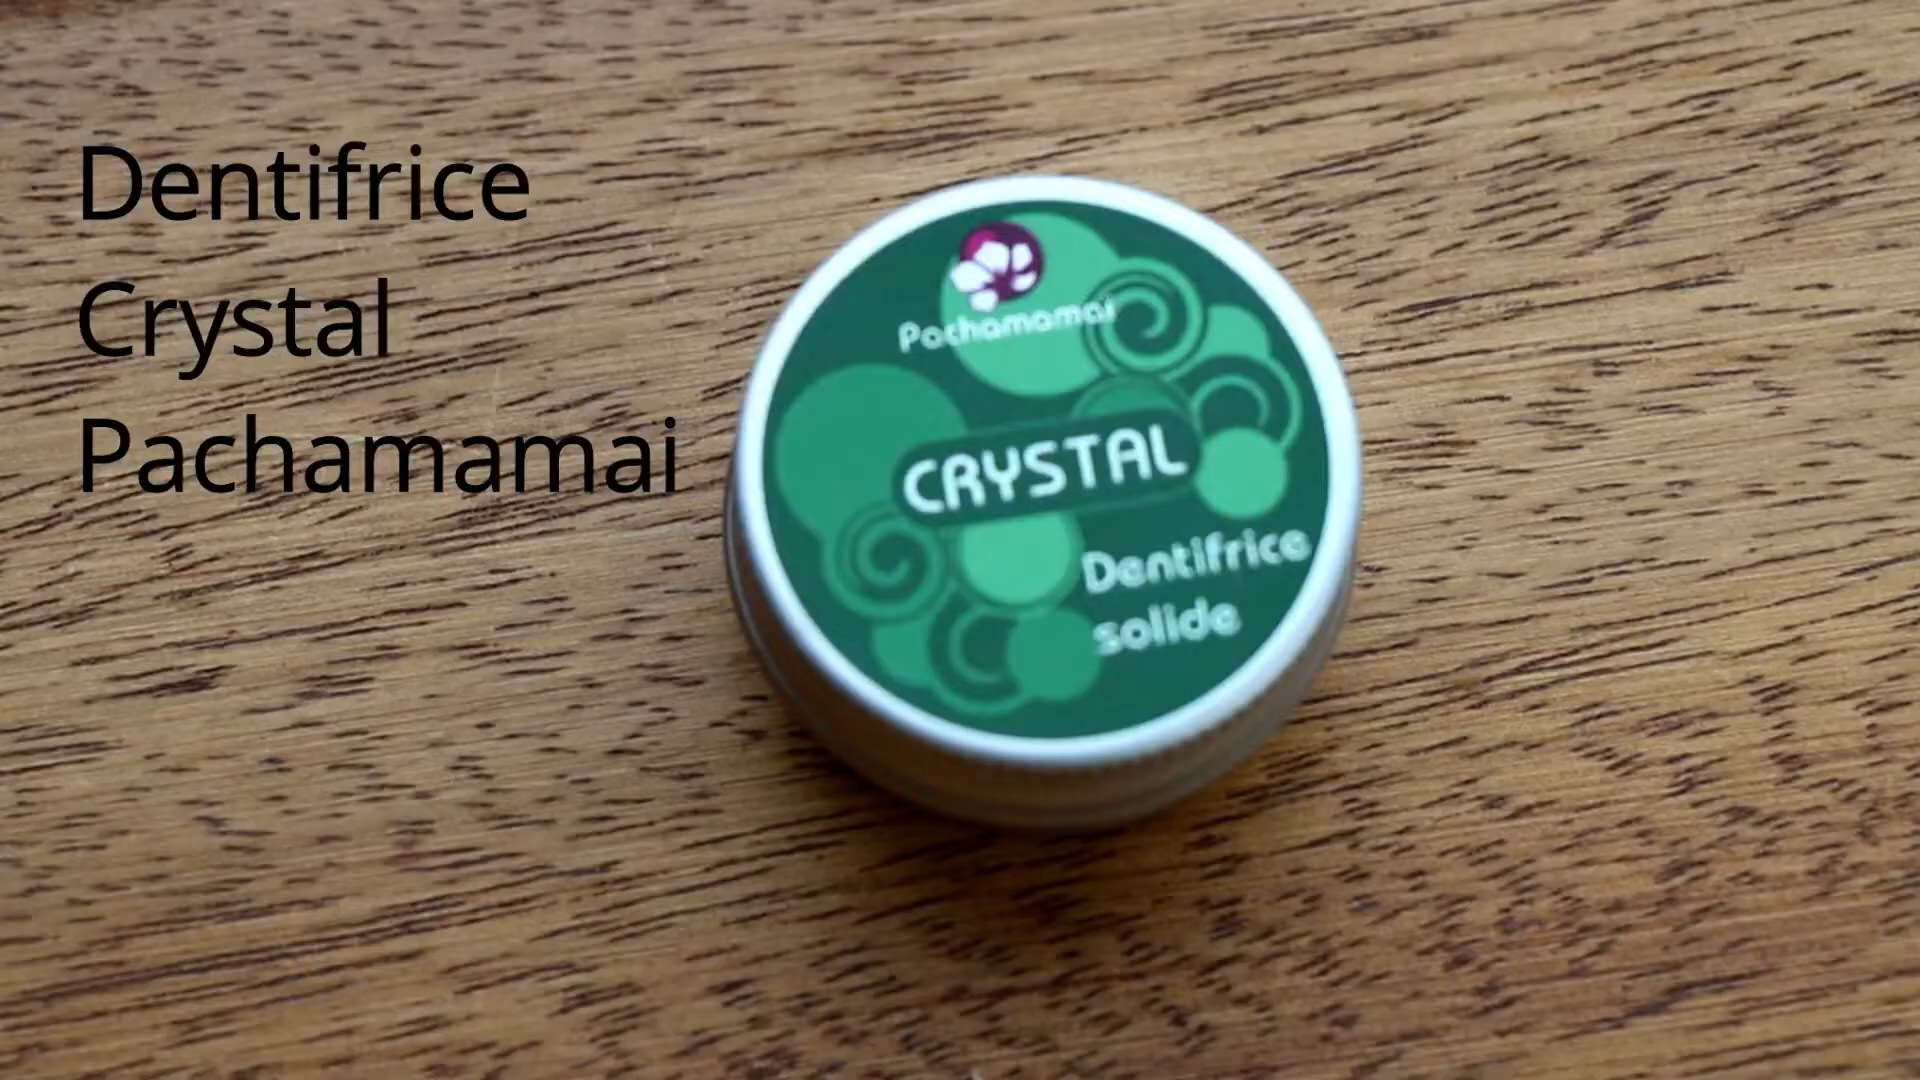 Dentifrice
Crystal
Pachamamai
Pachamamai
CRYSTAL
Dentifrice
solide